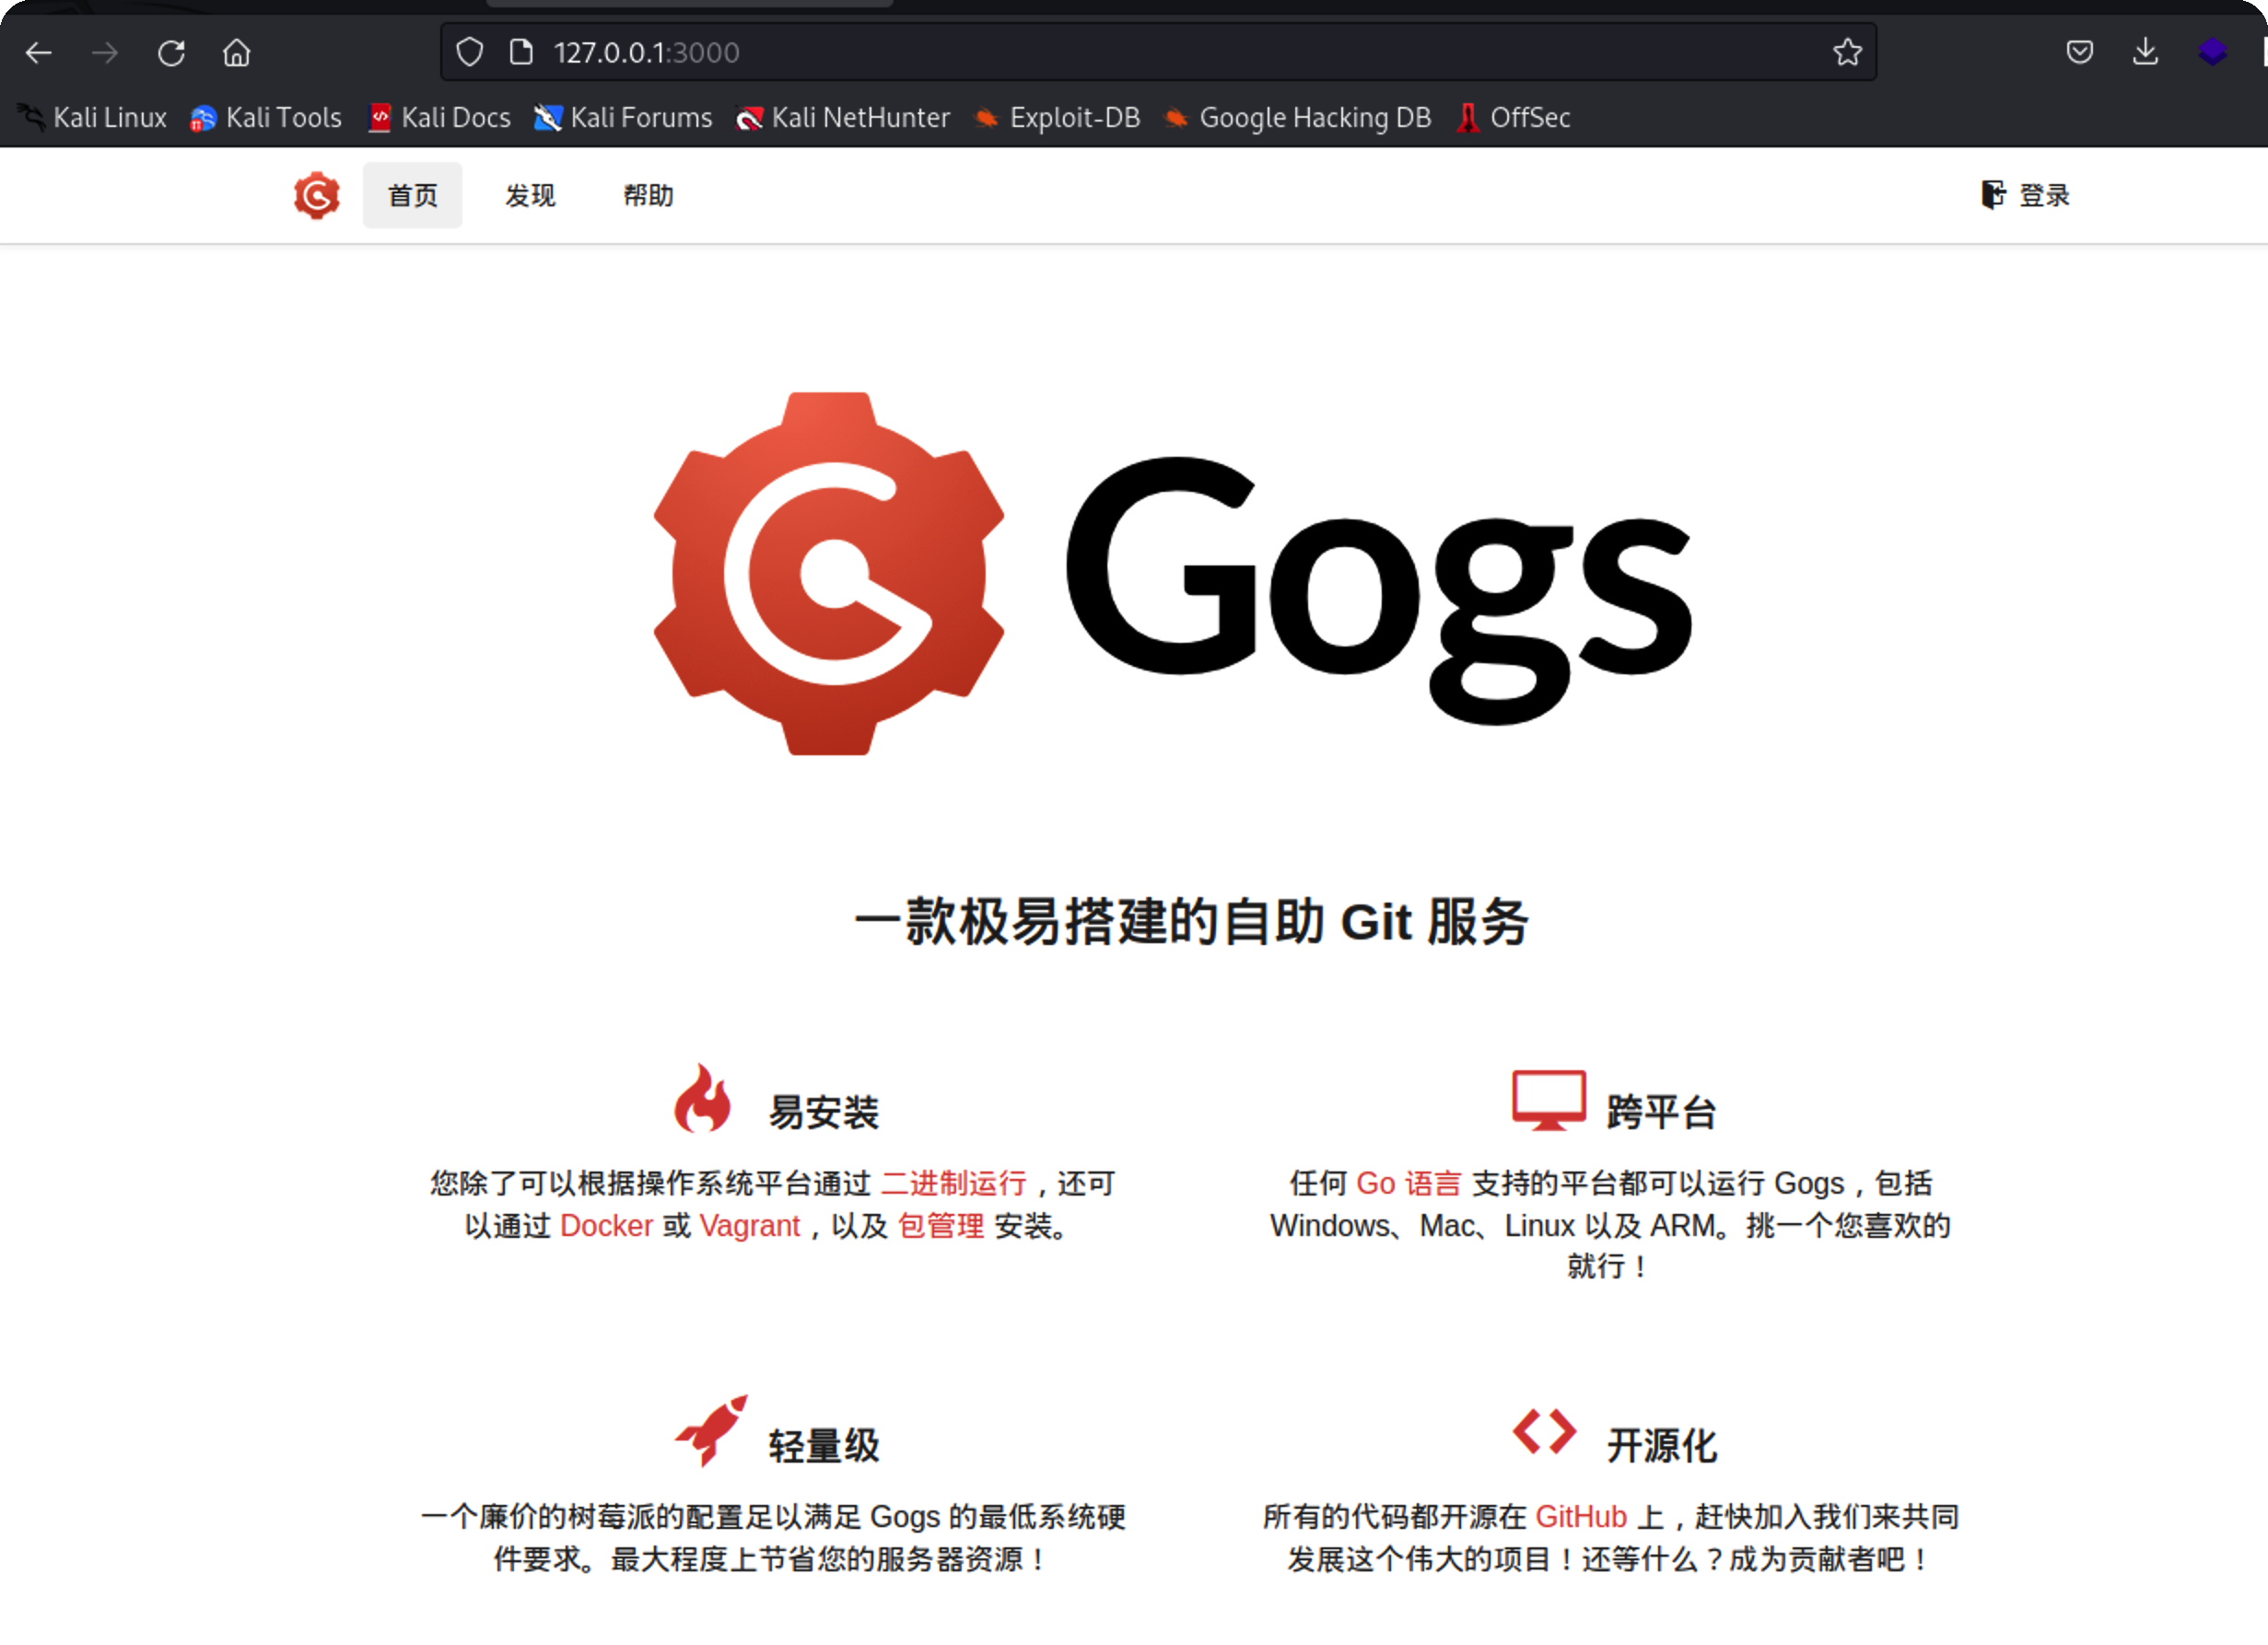 127.0.0.1:3000
Kali Linux Kali Tools Kali Docs Kali Forums Kali NetHunter Exploit-DB Google Hacking DB OffSec
首页 发现 帮助 登录
Gogs
一款极易搭建的自助 Git 服务
易安装
您除了可以根据操作系统平台通过 二进制运行，还可
以通过 Docker 或 Vagrant，以及 包管理 安装。
跨平台
任何 Go 语言 支持的平台都可以运行 Gogs，包括
Windows、Mac、Linux 以及 ARM。挑一个您喜欢的
就行！
轻量级
一个廉价的树莓派的配置足以满足 Gogs 的最低系统硬
件要求。最大程度上节省您的服务器资源！
开源化
所有的代码都开源在 GitHub 上，赶快加入我们来共同
发展这个伟大的项目！还等什么？成为贡献者吧！